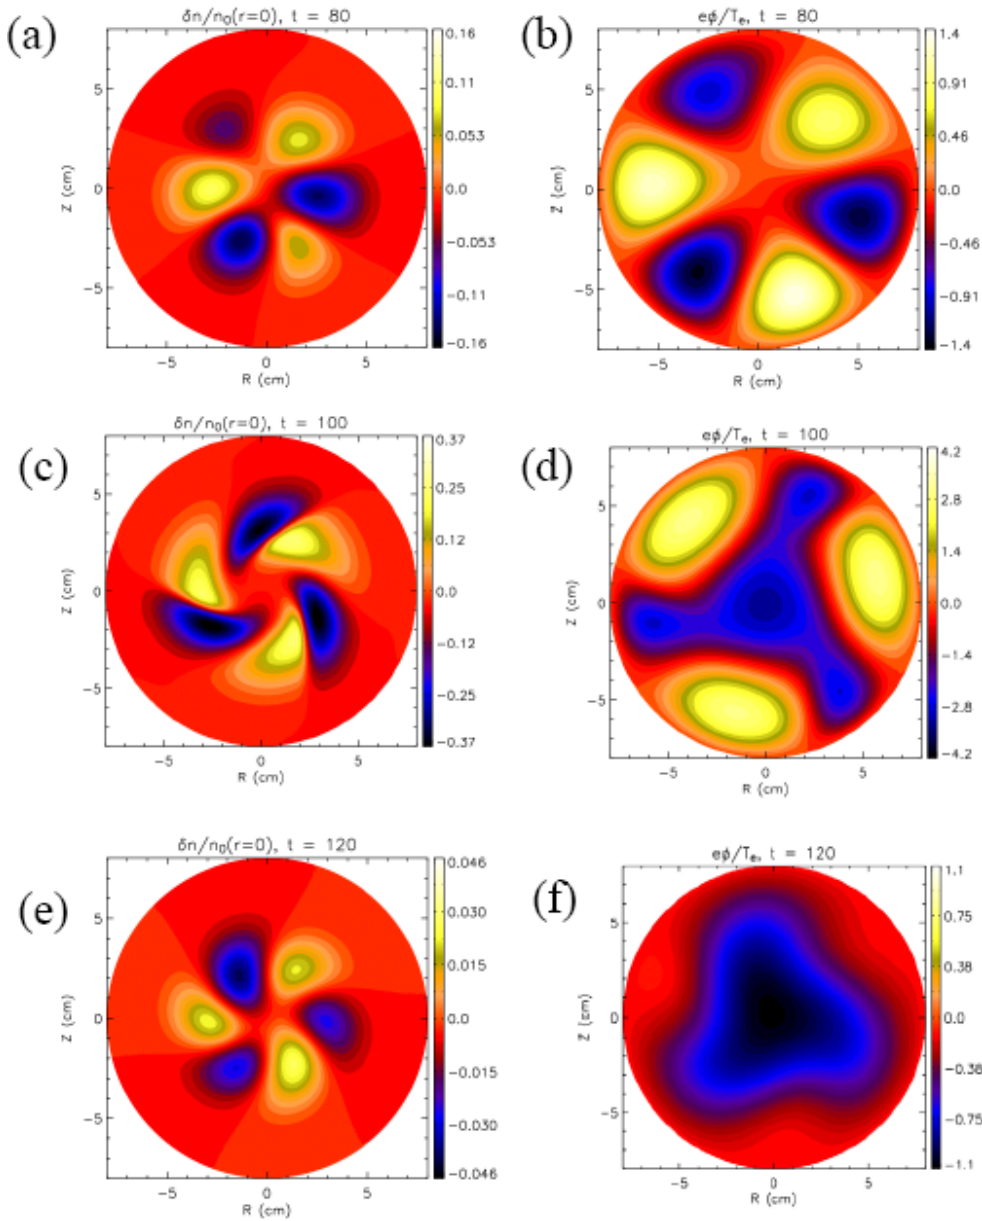 (a)
δn/n₀(r=0), t = 80
0.16
0.11
0.053
0.0
-0.053
-0.11
-0.16
5
0
-5
Z (cm)
-5 0 5
R (cm)
(b)
eφ/Tₑ, t = 80
1.4
0.91
0.46
0.0
-0.46
-0.91
-1.4
5
0
-5
Z (cm)
-5 0 5
R (cm)
(c)
δn/n₀(r=0), t = 100
0.37
0.25
0.12
0.0
-0.12
-0.25
-0.37
5
0
-5
Z (cm)
-5 0 5
R (cm)
(d)
eφ/Tₑ, t = 100
4.2
2.8
1.4
0.0
-1.4
-2.8
-4.2
5
0
-5
Z (cm)
-5 0 5
R (cm)
(e)
δn/n₀(r=0), t = 120
0.046
0.030
0.015
0.0
-0.015
-0.030
-0.046
5
0
-5
Z (cm)
-5 0 5
R (cm)
(f)
eφ/Tₑ, t = 120
1.1
0.75
0.38
0.0
-0.38
-0.75
-1.1
5
0
-5
Z (cm)
-5 0 5
R (cm)